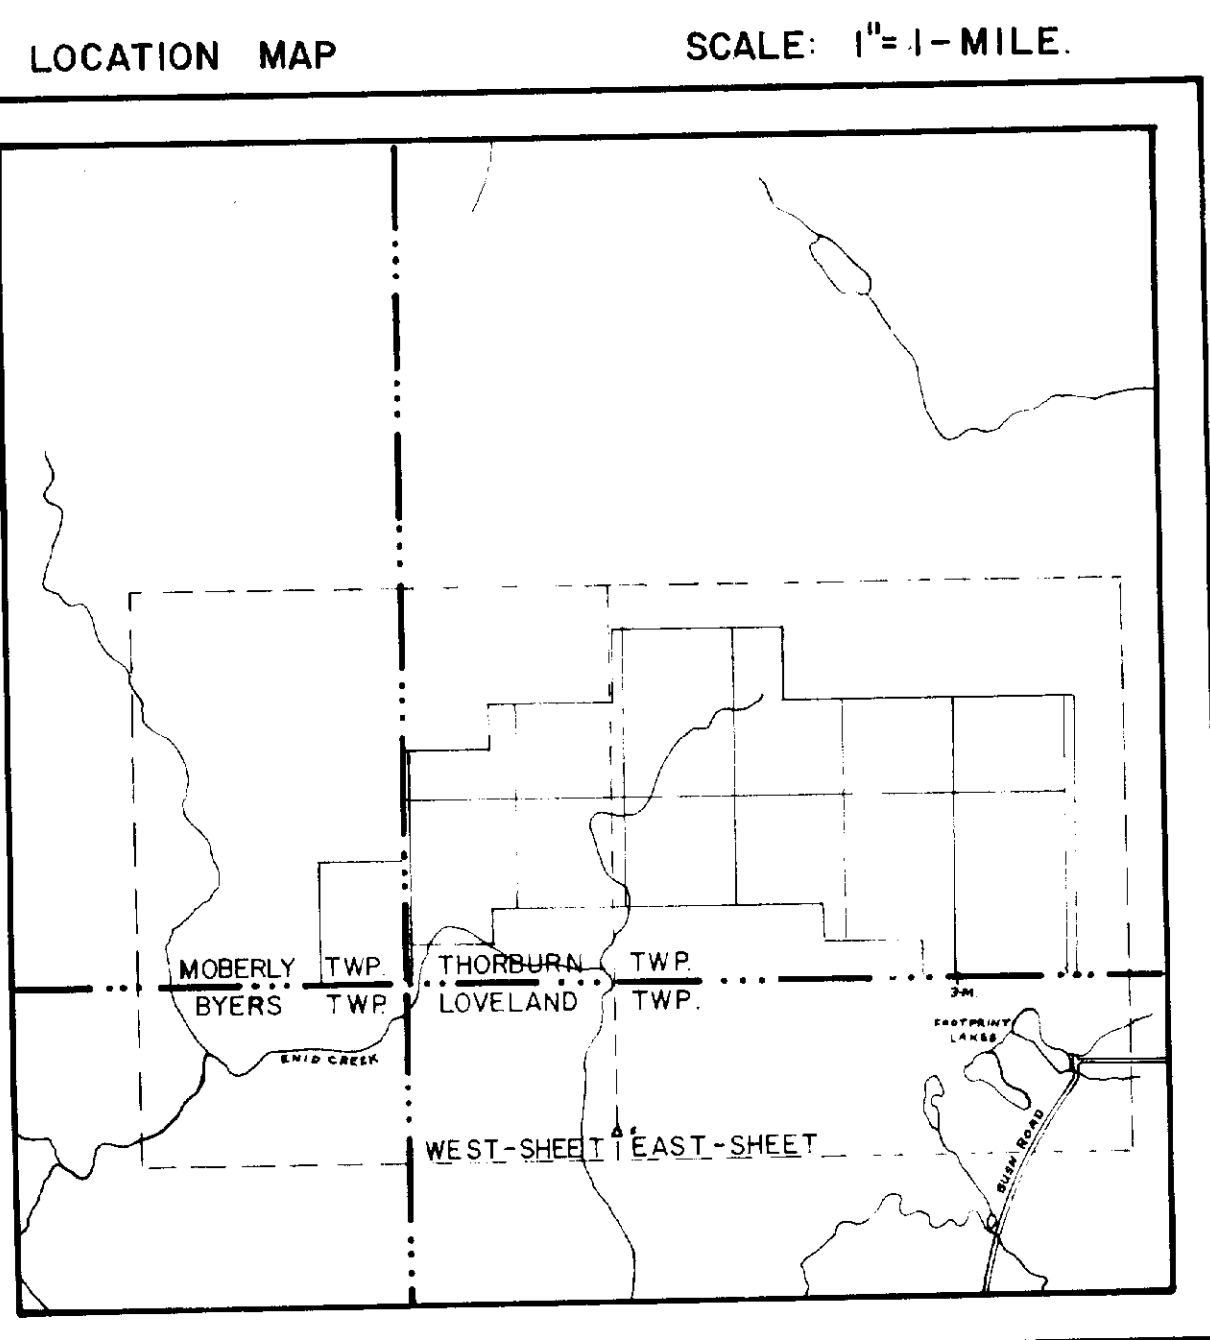 LOCATION MAP
SCALE: 1"= 1-MILE.
MOBERLY TWP.
THORBURN TWP.
BYERS TWP.
LOVELAND TWP.
3-M.
FOOTPRINT
LAKES
ENID CREEK
BUSH ROAD
WEST-SHEET
EAST-SHEET